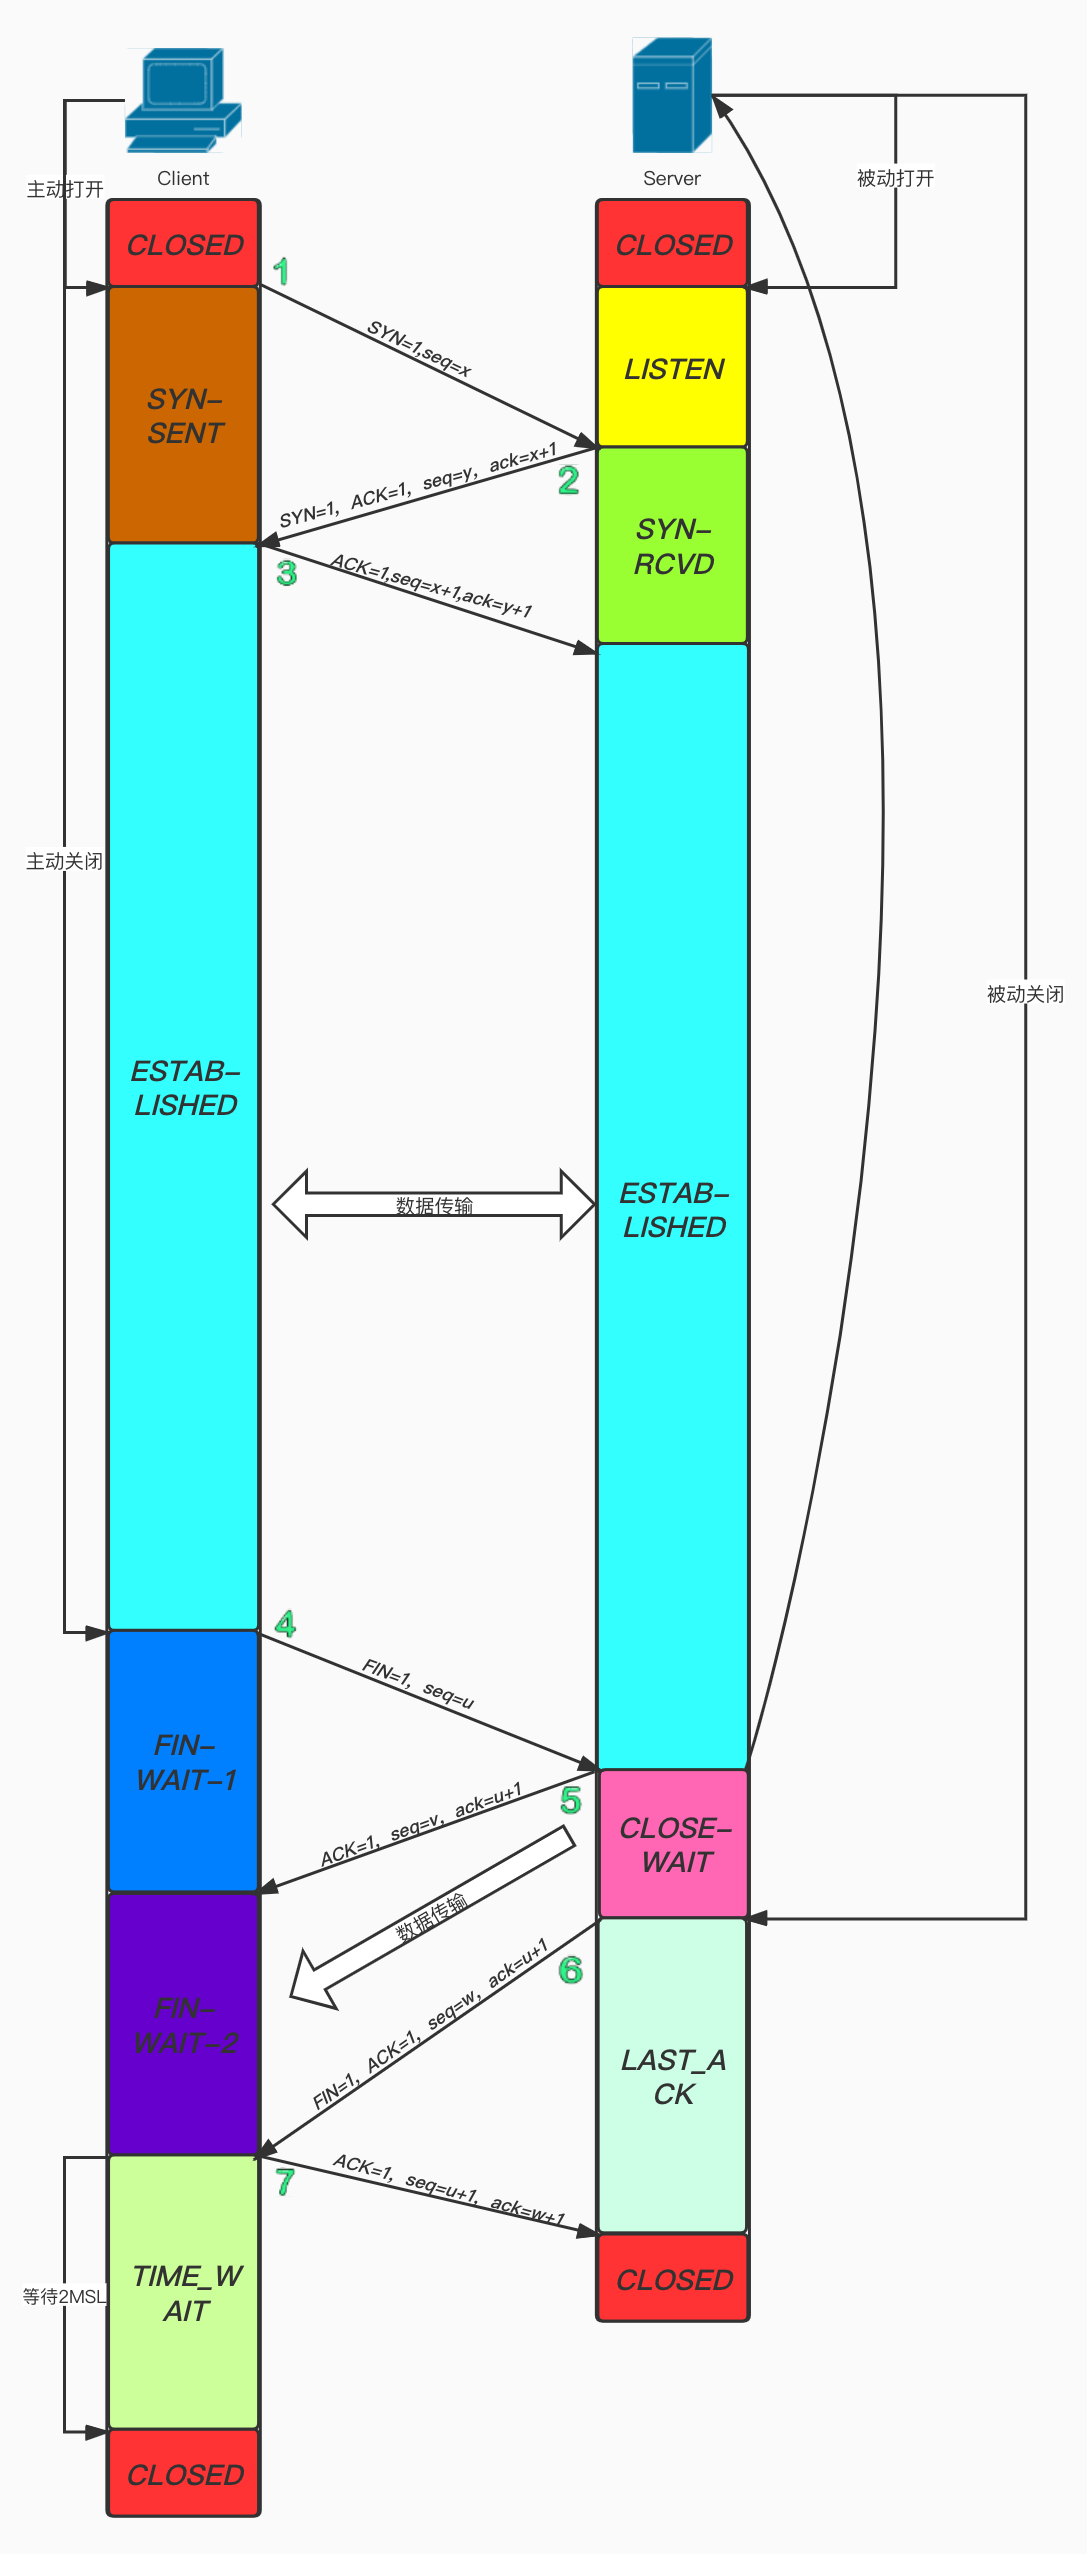 Client
Server
主动打开
被动打开
CLOSED
CLOSED
1
SYN=1,seq=x
LISTEN
SYN-
SENT
SYN=1, ACK=1, seq=y, ack=x+1
2
SYN-
RCVD
3
ACK=1,seq=x+1,ack=y+1
主动关闭
被动关闭
ESTAB-
LISHED
数据传输
ESTAB-
LISHED
4
FIN=1, seq=u
FIN-
WAIT-1
5
ACK=1, seq=v, ack=u+1
CLOSE-
WAIT
数据传输
6
FIN=1, ACK=1, seq=w, ack=u+1
FIN-
WAIT-2
LAST_A
CK
7
ACK=1, seq=u+1, ack=w+1
TIME_W
AIT
等待2MSL
CLOSED
CLOSED